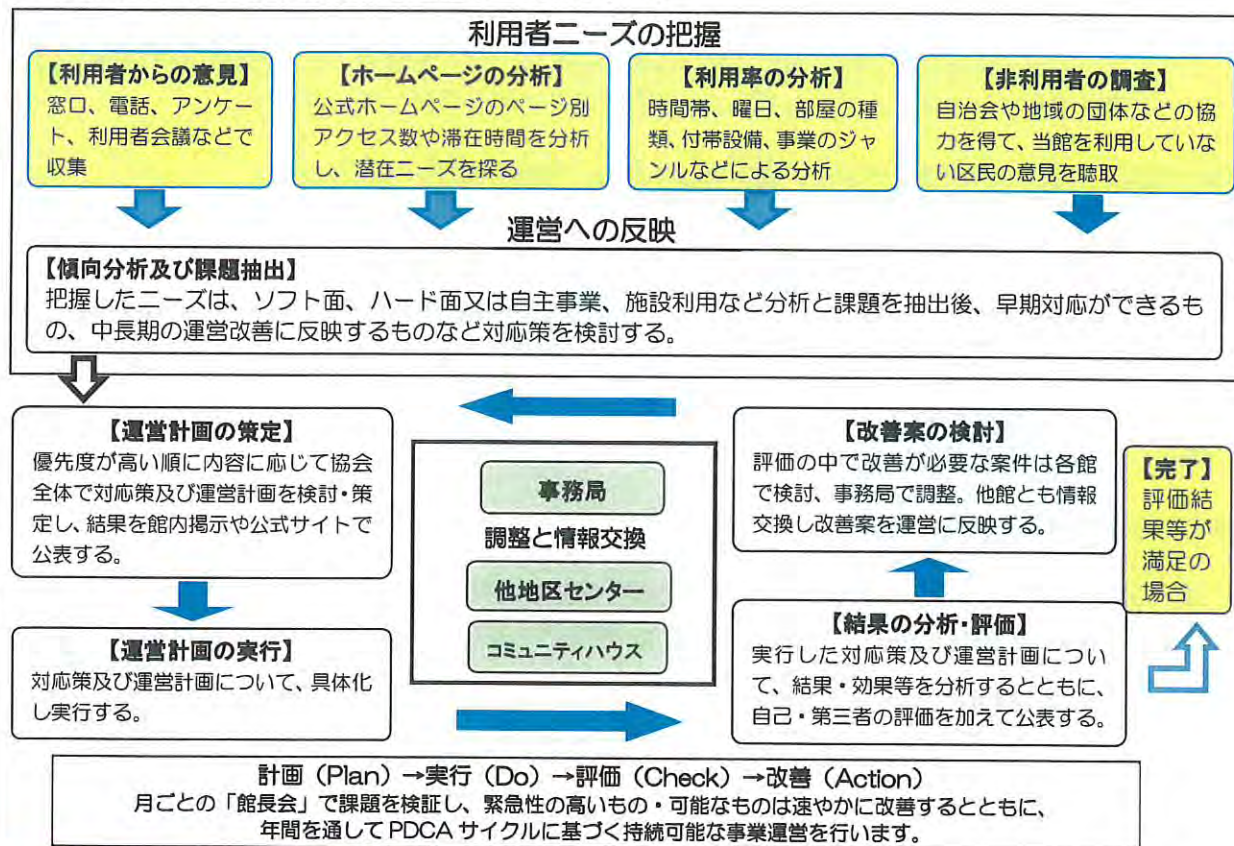 利用者ニーズの把握
【利用者からの意見】
窓口、電話、アンケー
ト、利用者会議などで
収集
【ホームページの分析】
公式ホームページのページ別
アクセス数や滞在時間を分析
し、潜在ニーズを探る
【利用率の分析】
時間帯、曜日、部屋の種
類、付帯設備、事業のジャ
ンルなどによる分析
【非利用者の調査】
自治会や地域の団体などの協
力を得て、当館を利用していな
い区民の意見を聴取
運営への反映
【傾向分析及び課題抽出】
把握したニーズは、ソフト面、ハード面又は自主事業、施設利用など分析と課題を抽出後、早期対応ができるも
の、中長期の運営改善に反映するものなど対応策を検討する。
【運営計画の策定】
優先度が高い順に内容に応じて協会
全体で対応策及び運営計画を検討・策
定し、結果を館内掲示や公式サイトで
公表する。
【運営計画の実行】
対応策及び運営計画について、具体化
し実行する。
事務局
調整と情報交換
他地区センター
コミュニティハウス
【改善案の検討】
評価の中で改善が必要な案件は各館
で検討、事務局で調整。他館とも情報
交換し改善案を運営に反映する。
【結果の分析・評価】
実行した対応策及び運営計画につい
て、結果・効果等を分析するとともに、
自己・第三者の評価を加えて公表する。
【完了】
評価結
果等が
満足の
場合
計画（Plan）→実行（Do）→評価（Check）→改善（Action）
月ごとの「館長会」で課題を検証し、緊急性の高いもの・可能なものは速やかに改善するとともに、
年間を通してPDCAサイクルに基づく持続可能な事業運営を行います。